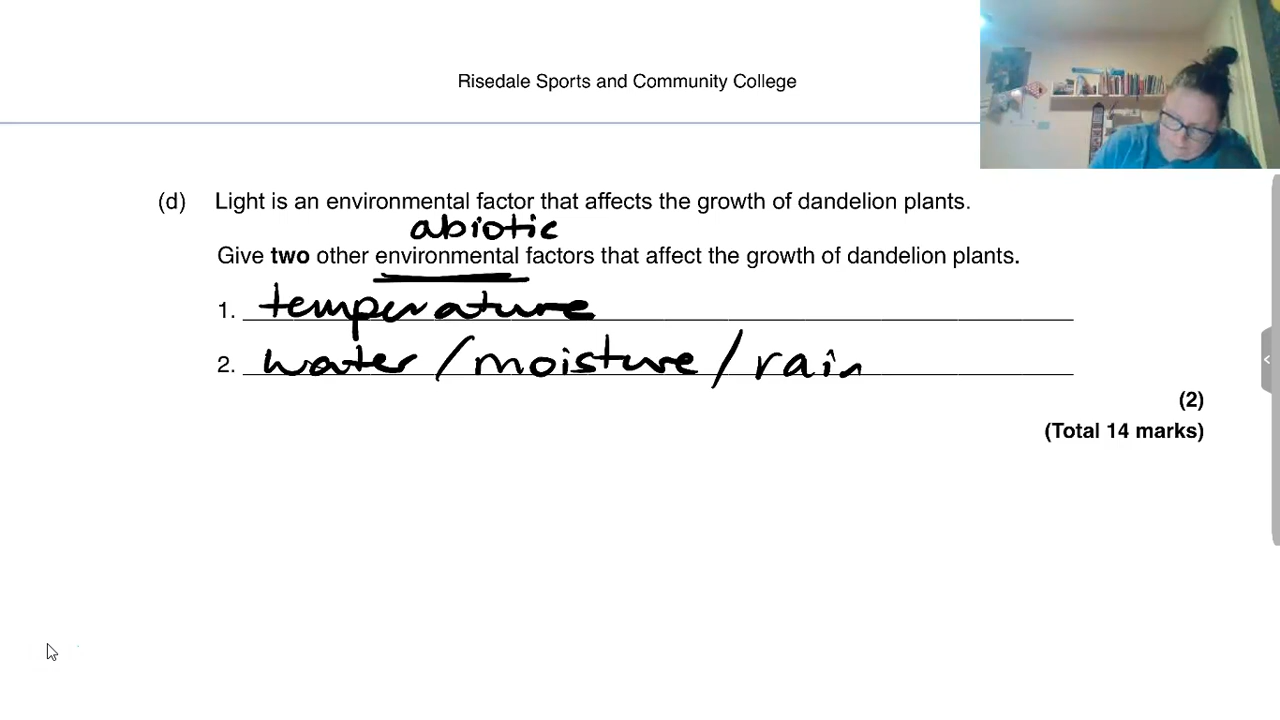 Risedale Sports and Community College
(d) Light is an environmental factor that affects the growth of dandelion plants.
abiotic
Give two other environmental factors that affect the growth of dandelion plants.
1. temperature
2. water / moisture / rain
(2)
(Total 14 marks)